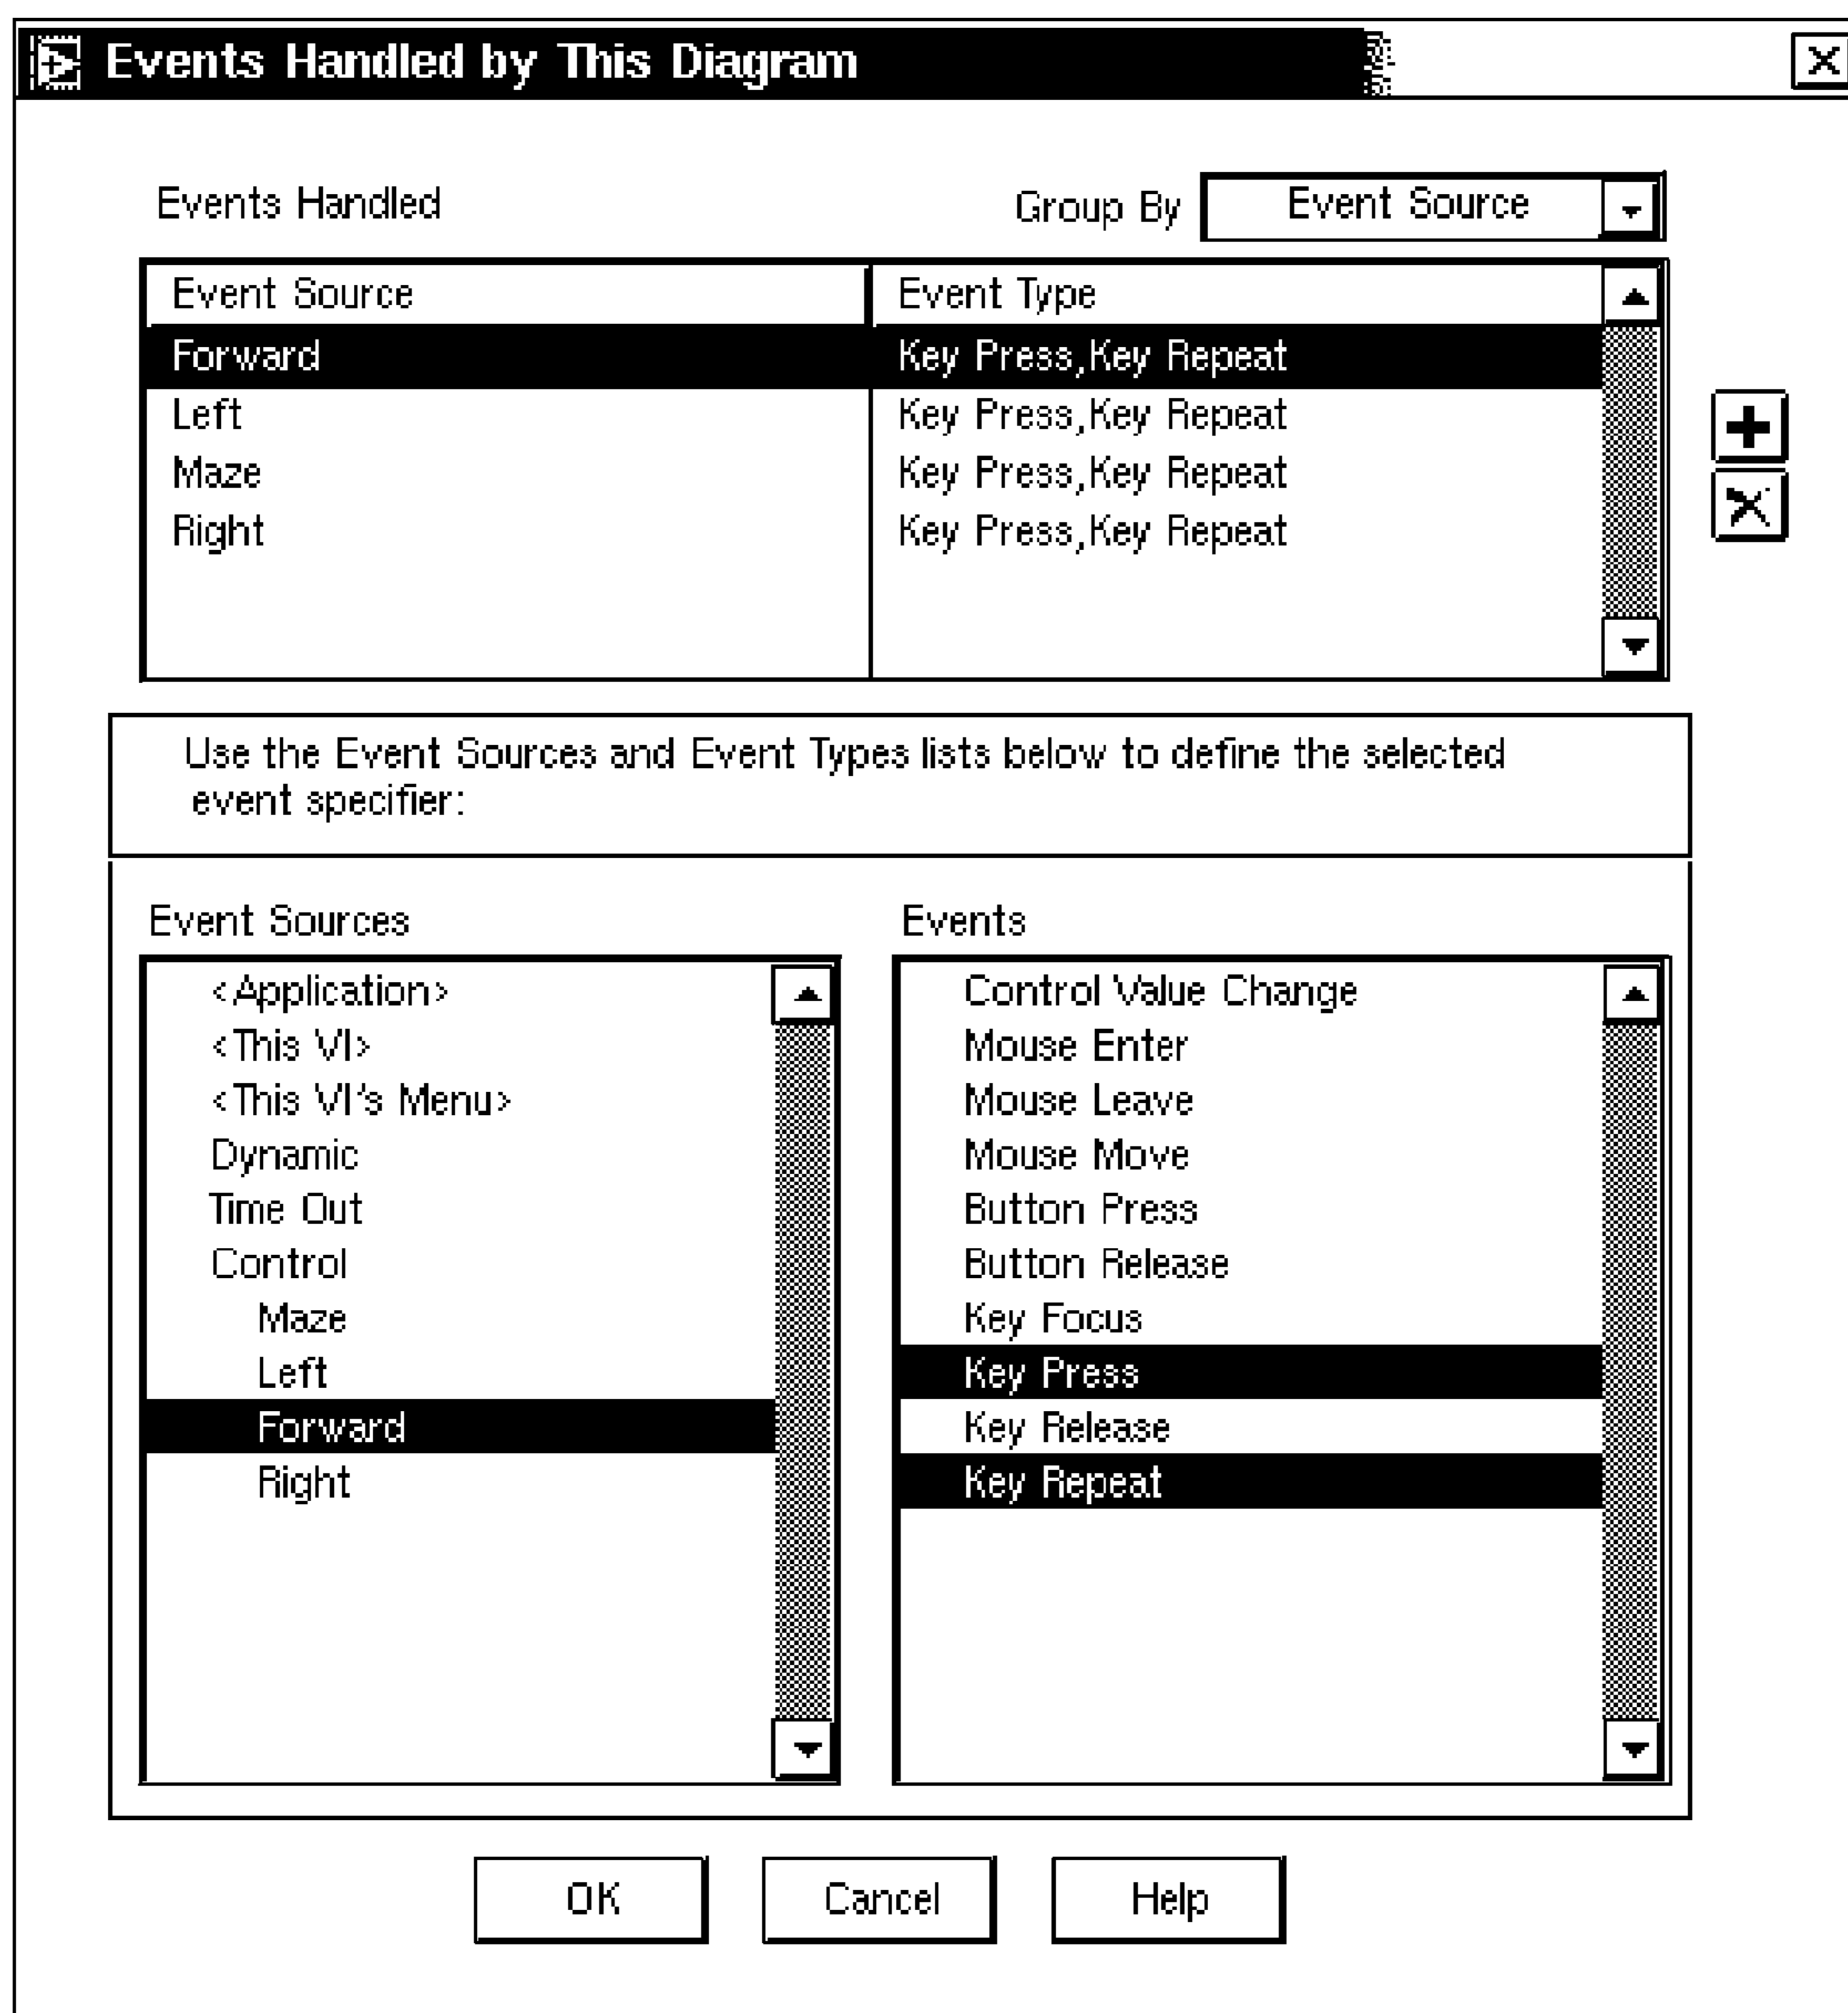 Events Handled by This Diagram
Events Handled
Group By Event Source
Event Source Event Type
Forward Key Press,Key Repeat
Left Key Press,Key Repeat
Maze Key Press,Key Repeat
Right Key Press,Key Repeat
Use the Event Sources and Event Types lists below to define the selected
event specifier:
Event Sources
<Application>
<This VI>
<This VI's Menu>
Dynamic
Time Out
Control
Maze
Left
Forward
Right
Events
Control Value Change
Mouse Enter
Mouse Leave
Mouse Move
Button Press
Button Release
Key Focus
Key Press
Key Release
Key Repeat
OK Cancel Help